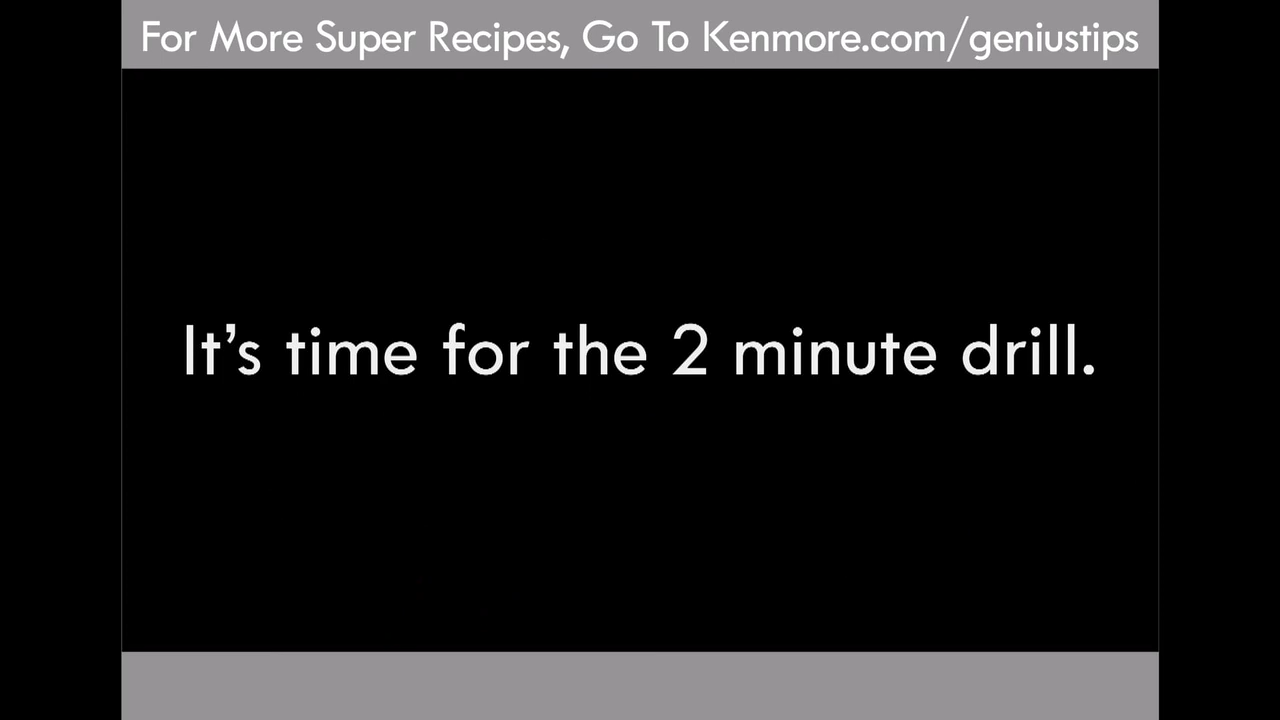 For More Super Recipes, Go To Kenmore.com/geniustips
It’s time for the 2 minute drill.